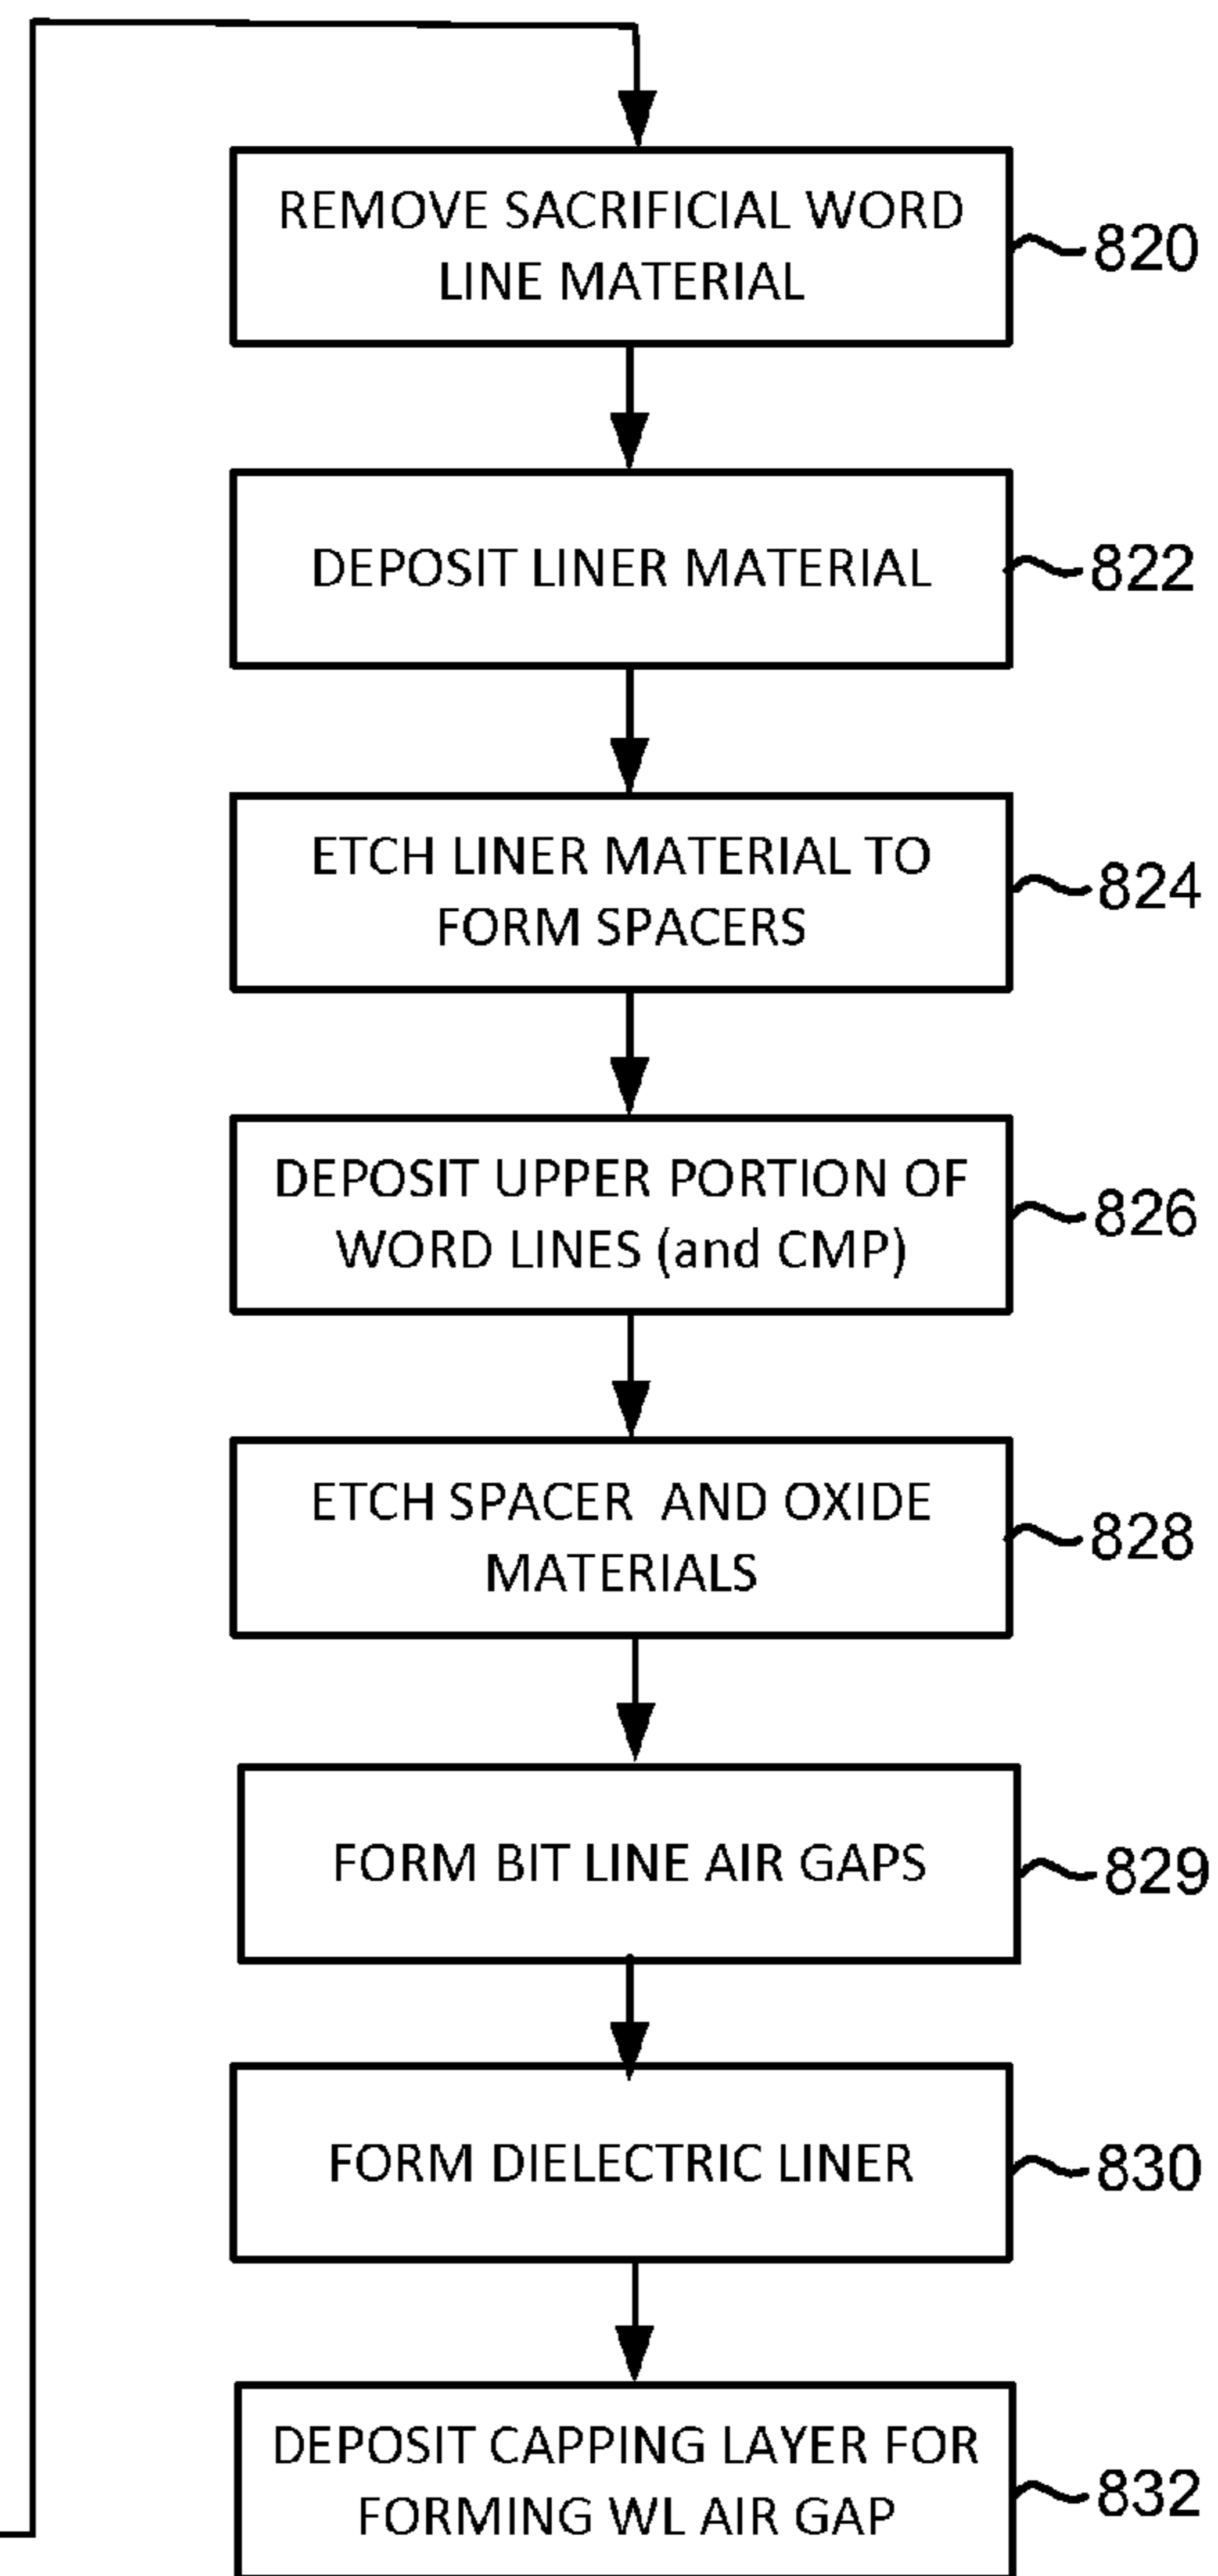 REMOVE SACRIFICIAL WORD
LINE MATERIAL
820
DEPOSIT LINER MATERIAL
822
ETCH LINER MATERIAL TO
FORM SPACERS
824
DEPOSIT UPPER PORTION OF
WORD LINES (and CMP)
826
ETCH SPACER AND OXIDE
MATERIALS
828
FORM BIT LINE AIR GAPS
829
FORM DIELECTRIC LINER
830
DEPOSIT CAPPING LAYER FOR
FORMING WL AIR GAP
832